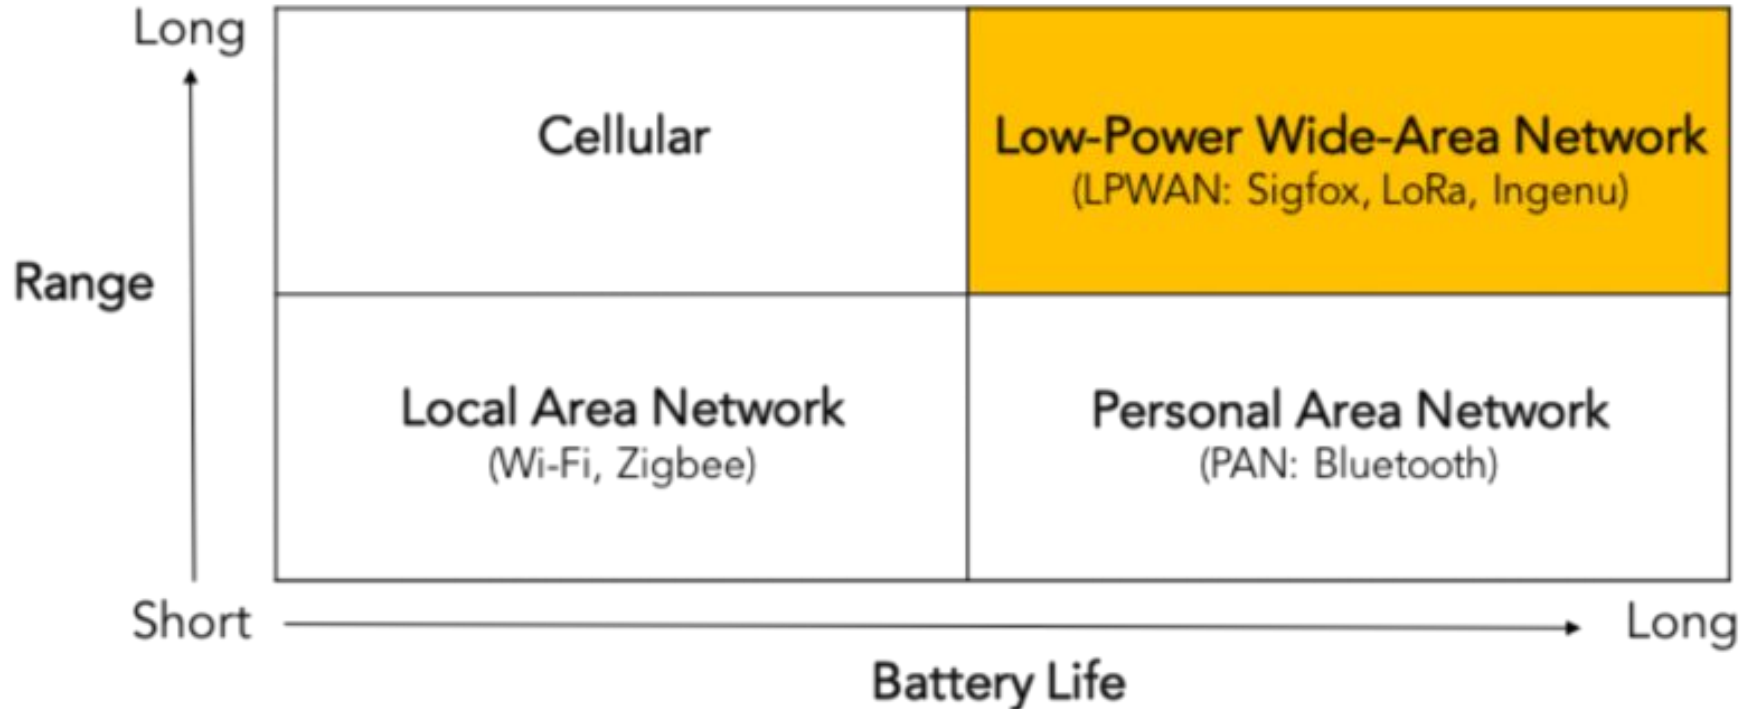 Long
Cellular
Low-Power Wide-Area Network
(LPWAN: Sigfox, LoRa, Ingenu)
Range
Local Area Network
(Wi-Fi, Zigbee)
Personal Area Network
(PAN: Bluetooth)
Short
Long
Battery Life